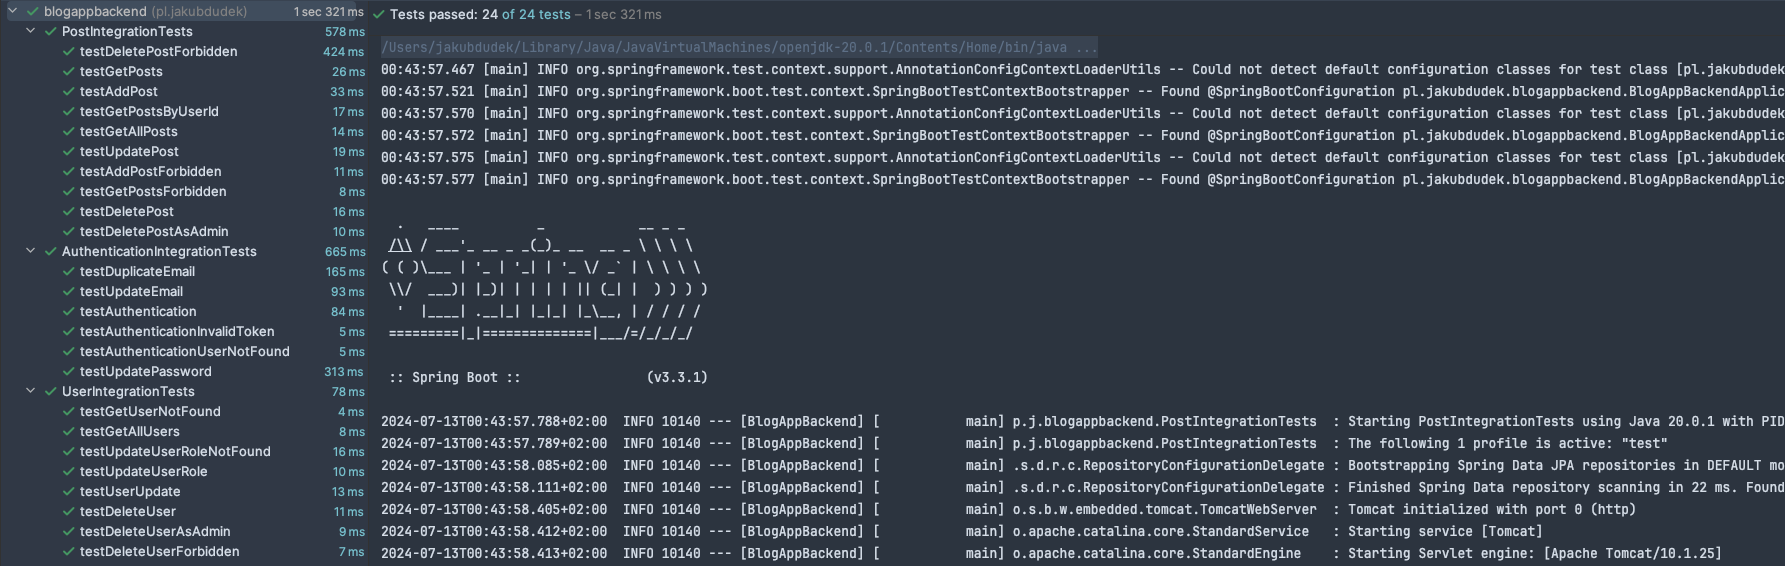 blogappbackend (pl.jakubdudek) 1 sec 321 ms
PostIntegrationTests 578 ms
testDeletePostForbidden 424 ms
testGetPosts 26 ms
testAddPost 33 ms
testGetPostsByUserId 17 ms
testGetAllPosts 14 ms
testUpdatePost 19 ms
testAddPostForbidden 11 ms
testGetPostsForbidden 8 ms
testDeletePost 16 ms
testDeletePostAsAdmin 10 ms
AuthenticationIntegrationTests 665 ms
testDuplicateEmail 165 ms
testUpdateEmail 93 ms
testAuthentication 84 ms
testAuthenticationInvalidToken 5 ms
testAuthenticationUserNotFound 5 ms
testUpdatePassword 313 ms
UserIntegrationTests 78 ms
testGetUserNotFound 4 ms
testGetAllUsers 8 ms
testUpdateUserRoleNotFound 16 ms
testUpdateUserRole 10 ms
testUserUpdate 13 ms
testDeleteUser 11 ms
testDeleteUserAsAdmin 9 ms
testDeleteUserForbidden 7 ms
Tests passed: 24 of 24 tests – 1 sec 321 ms
/Users/jakubdudek/Library/Java/JavaVirtualMachines/openjdk-20.0.1/Contents/Home/bin/java ...
00:43:57.467 [main] INFO org.springframework.test.context.support.AnnotationConfigContextLoaderUtils -- Could not detect default configuration classes for test class [pl.jakubdudek
00:43:57.521 [main] INFO org.springframework.boot.test.context.SpringBootTestContextBootstrapper -- Found @SpringBootConfiguration pl.jakubdudek.blogappbackend.BlogAppBackendApplic
00:43:57.570 [main] INFO org.springframework.test.context.support.AnnotationConfigContextLoaderUtils -- Could not detect default configuration classes for test class [pl.jakubdudek
00:43:57.572 [main] INFO org.springframework.boot.test.context.SpringBootTestContextBootstrapper -- Found @SpringBootConfiguration pl.jakubdudek.blogappbackend.BlogAppBackendApplic
00:43:57.575 [main] INFO org.springframework.test.context.support.AnnotationConfigContextLoaderUtils -- Could not detect default configuration classes for test class [pl.jakubdudek
00:43:57.577 [main] INFO org.springframework.boot.test.context.SpringBootTestContextBootstrapper -- Found @SpringBootConfiguration pl.jakubdudek.blogappbackend.BlogAppBackendApplic
  .   ____          _            __ _ _
 /\\ / ___'_ __ _ _(_)_ __  __ _ \ \ \ \
( ( )\___ | '_ | '_| | '_ \/ _` | \ \ \ \
 \\/  ___)| |_)| | | | | || (_| |  ) ) ) )
  '  |____| .__|_| |_|_| |_\__, | / / / /
 =========|_|==============|___/=/_/_/_/
 :: Spring Boot ::                (v3.3.1)
2024-07-13T00:43:57.788+02:00  INFO 10140 --- [BlogAppBackend] [           main] p.j.blogappbackend.PostIntegrationTests  : Starting PostIntegrationTests using Java 20.0.1 with PID
2024-07-13T00:43:57.789+02:00  INFO 10140 --- [BlogAppBackend] [           main] p.j.blogappbackend.PostIntegrationTests  : The following 1 profile is active: "test"
2024-07-13T00:43:58.085+02:00  INFO 10140 --- [BlogAppBackend] [           main] .s.d.r.c.RepositoryConfigurationDelegate : Bootstrapping Spring Data JPA repositories in DEFAULT mo
2024-07-13T00:43:58.111+02:00  INFO 10140 --- [BlogAppBackend] [           main] .s.d.r.c.RepositoryConfigurationDelegate : Finished Spring Data repository scanning in 22 ms. Found
2024-07-13T00:43:58.405+02:00  INFO 10140 --- [BlogAppBackend] [           main] o.s.b.w.embedded.tomcat.TomcatWebServer  : Tomcat initialized with port 0 (http)
2024-07-13T00:43:58.412+02:00  INFO 10140 --- [BlogAppBackend] [           main] o.apache.catalina.core.StandardService   : Starting service [Tomcat]
2024-07-13T00:43:58.413+02:00  INFO 10140 --- [BlogAppBackend] [           main] o.apache.catalina.core.StandardEngine    : Starting Servlet engine: [Apache Tomcat/10.1.25]